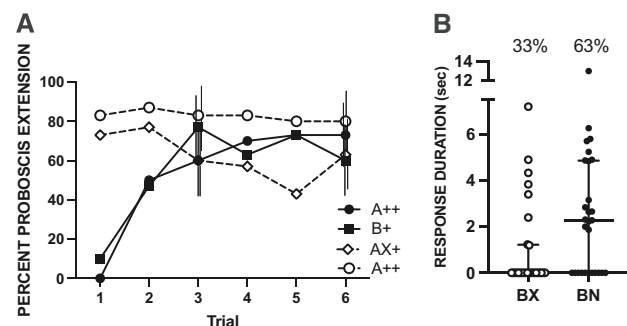 A
B
33% 63%
PERCENT PROBOSCIS EXTENSION
100
80
60
40
20
0
1 2 3 4 5 6
Trial
A++
B+
AX+
A++
RESPONSE DURATION (sec)
14
12
6
4
2
0
BX BN